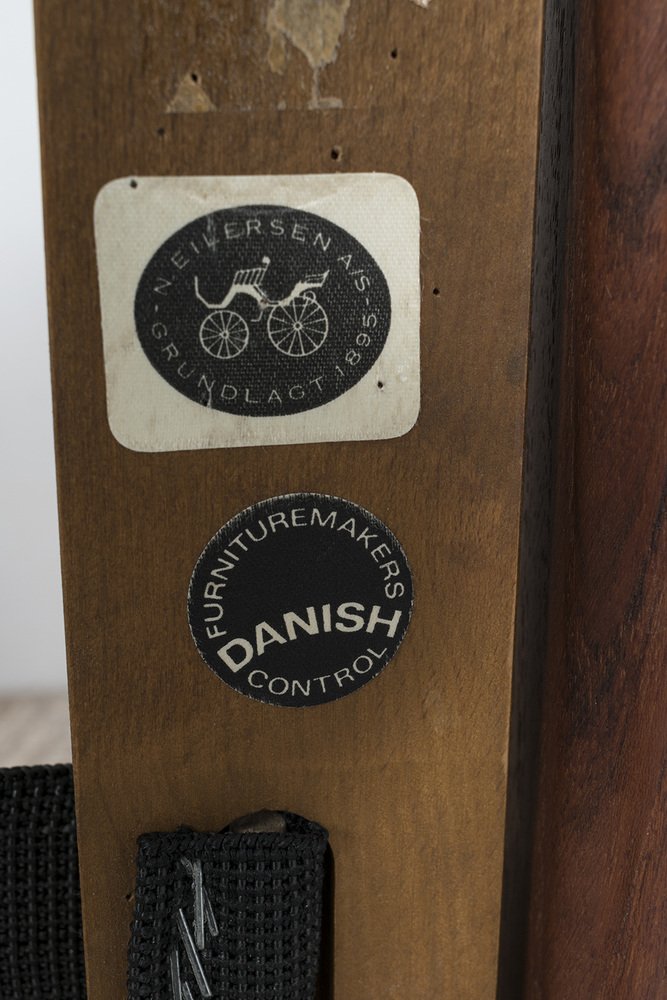 - N. EILERSEN A/S -
GRUNDLAGT 1895
FURNITUREMAKERS
DANISH
CONTROL